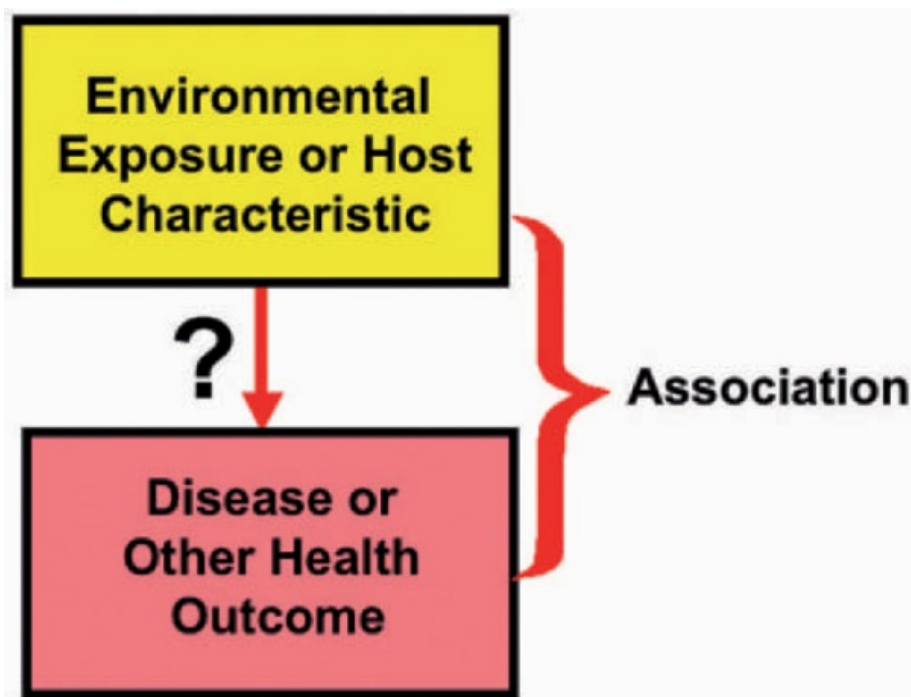 Environmental
Exposure or Host
Characteristic
?
Association
Disease or
Other Health
Outcome